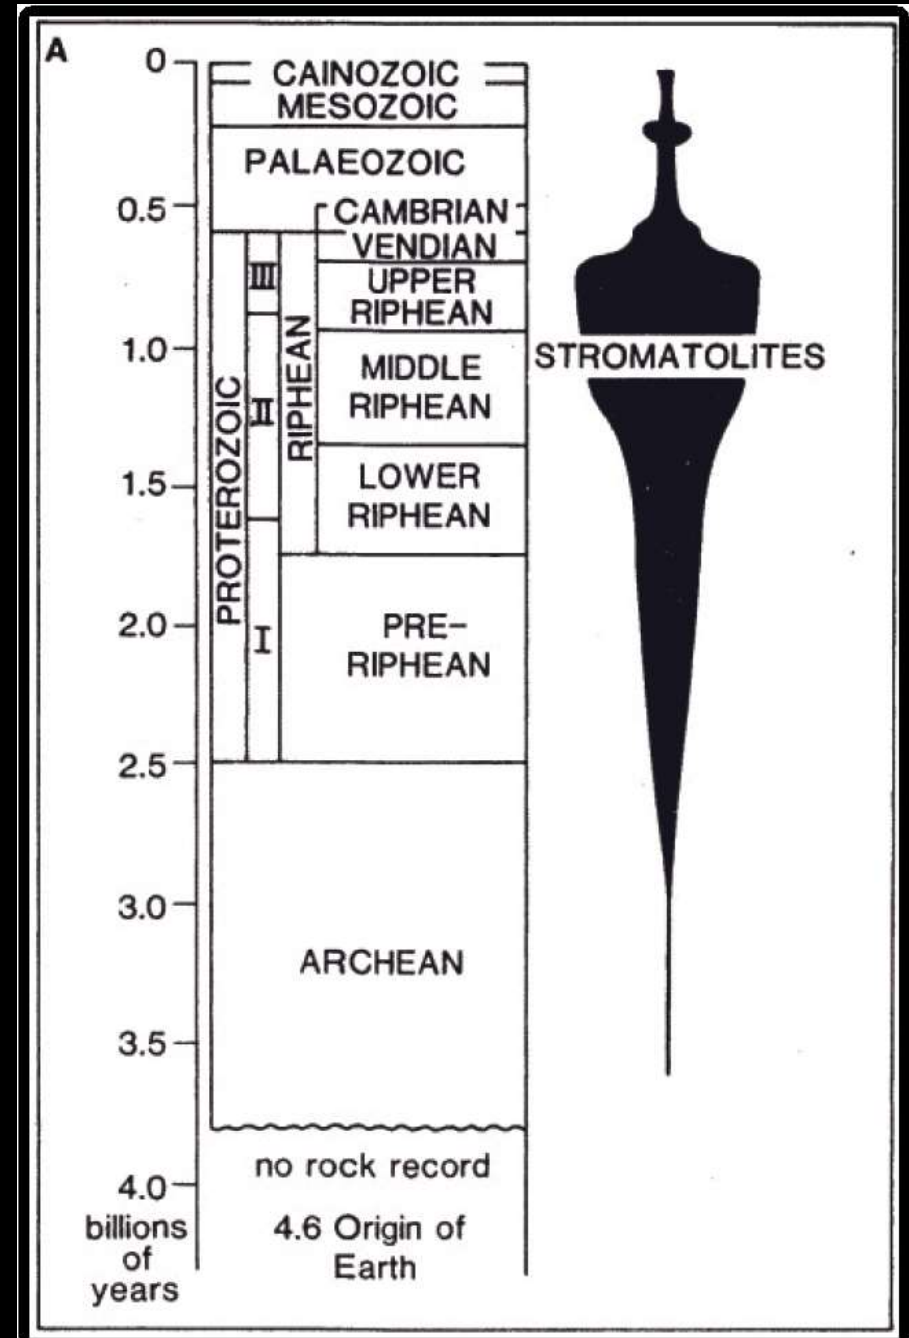 A
0
0.5
1.0
1.5
2.0
2.5
3.0
3.5
4.0
billions
of
years
CAINOZOIC
MESOZOIC
PALAEOZOIC
CAMBRIAN
VENDIAN
UPPER
RIPHEAN
MIDDLE
RIPHEAN
LOWER
RIPHEAN
PRE-
RIPHEAN
PROTEROZOIC
III
II
I
RIPHEAN
ARCHEAN
no rock record
4.6 Origin of
Earth
STROMATOLITES